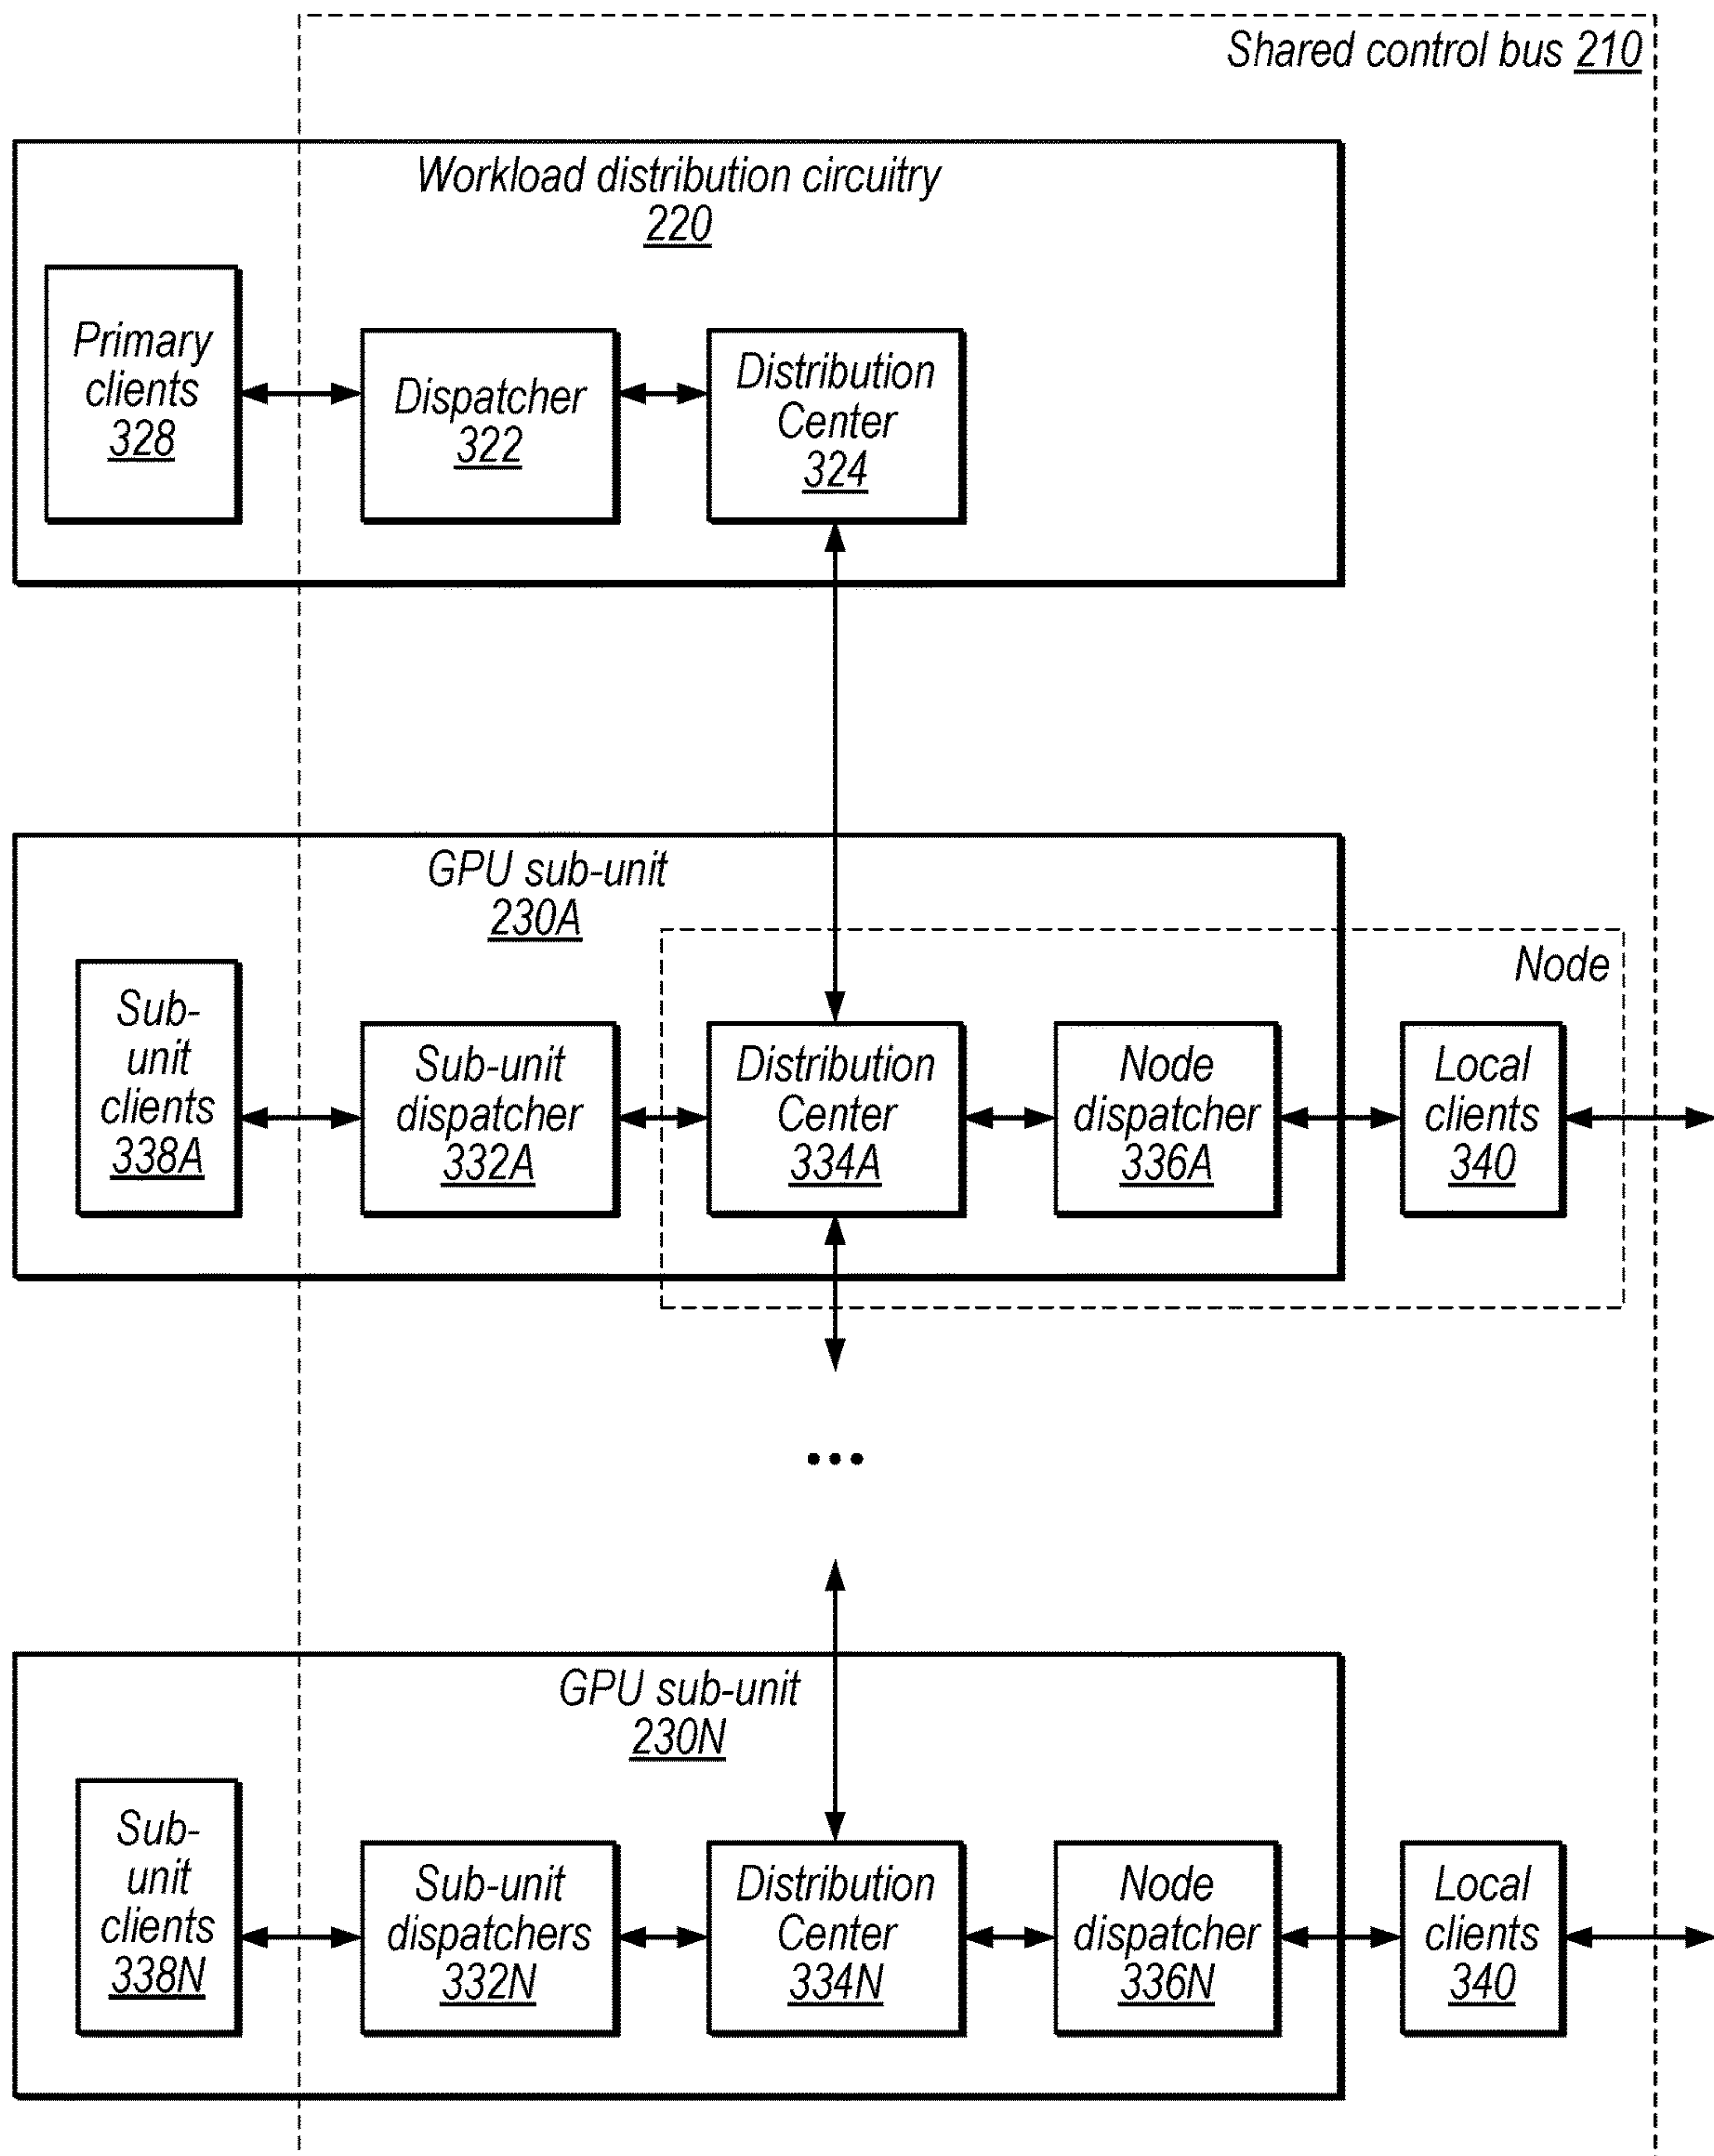 Shared control bus 210
Workload distribution circuitry
220
Primary
clients
328
Dispatcher
322
Distribution
Center
324
GPU sub-unit
230A
Node
Sub-
unit
clients
338A
Sub-unit
dispatcher
332A
Distribution
Center
334A
Node
dispatcher
336A
Local
clients
340
...
GPU sub-unit
230N
Sub-
unit
clients
338N
Sub-unit
dispatchers
332N
Distribution
Center
334N
Node
dispatcher
336N
Local
clients
340